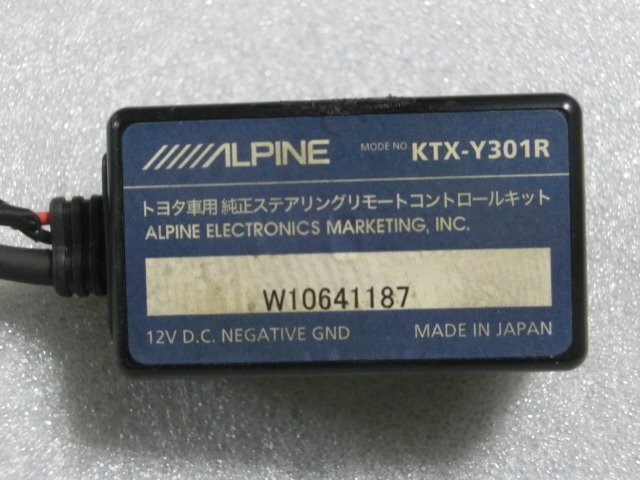 ALPINE MODE NO. KTX-Y301R
トヨタ車用 純正ステアリングリモートコントロールキット
ALPINE ELECTRONICS MARKETING, INC.
W10641187
12V D.C. NEGATIVE GND MADE IN JAPAN